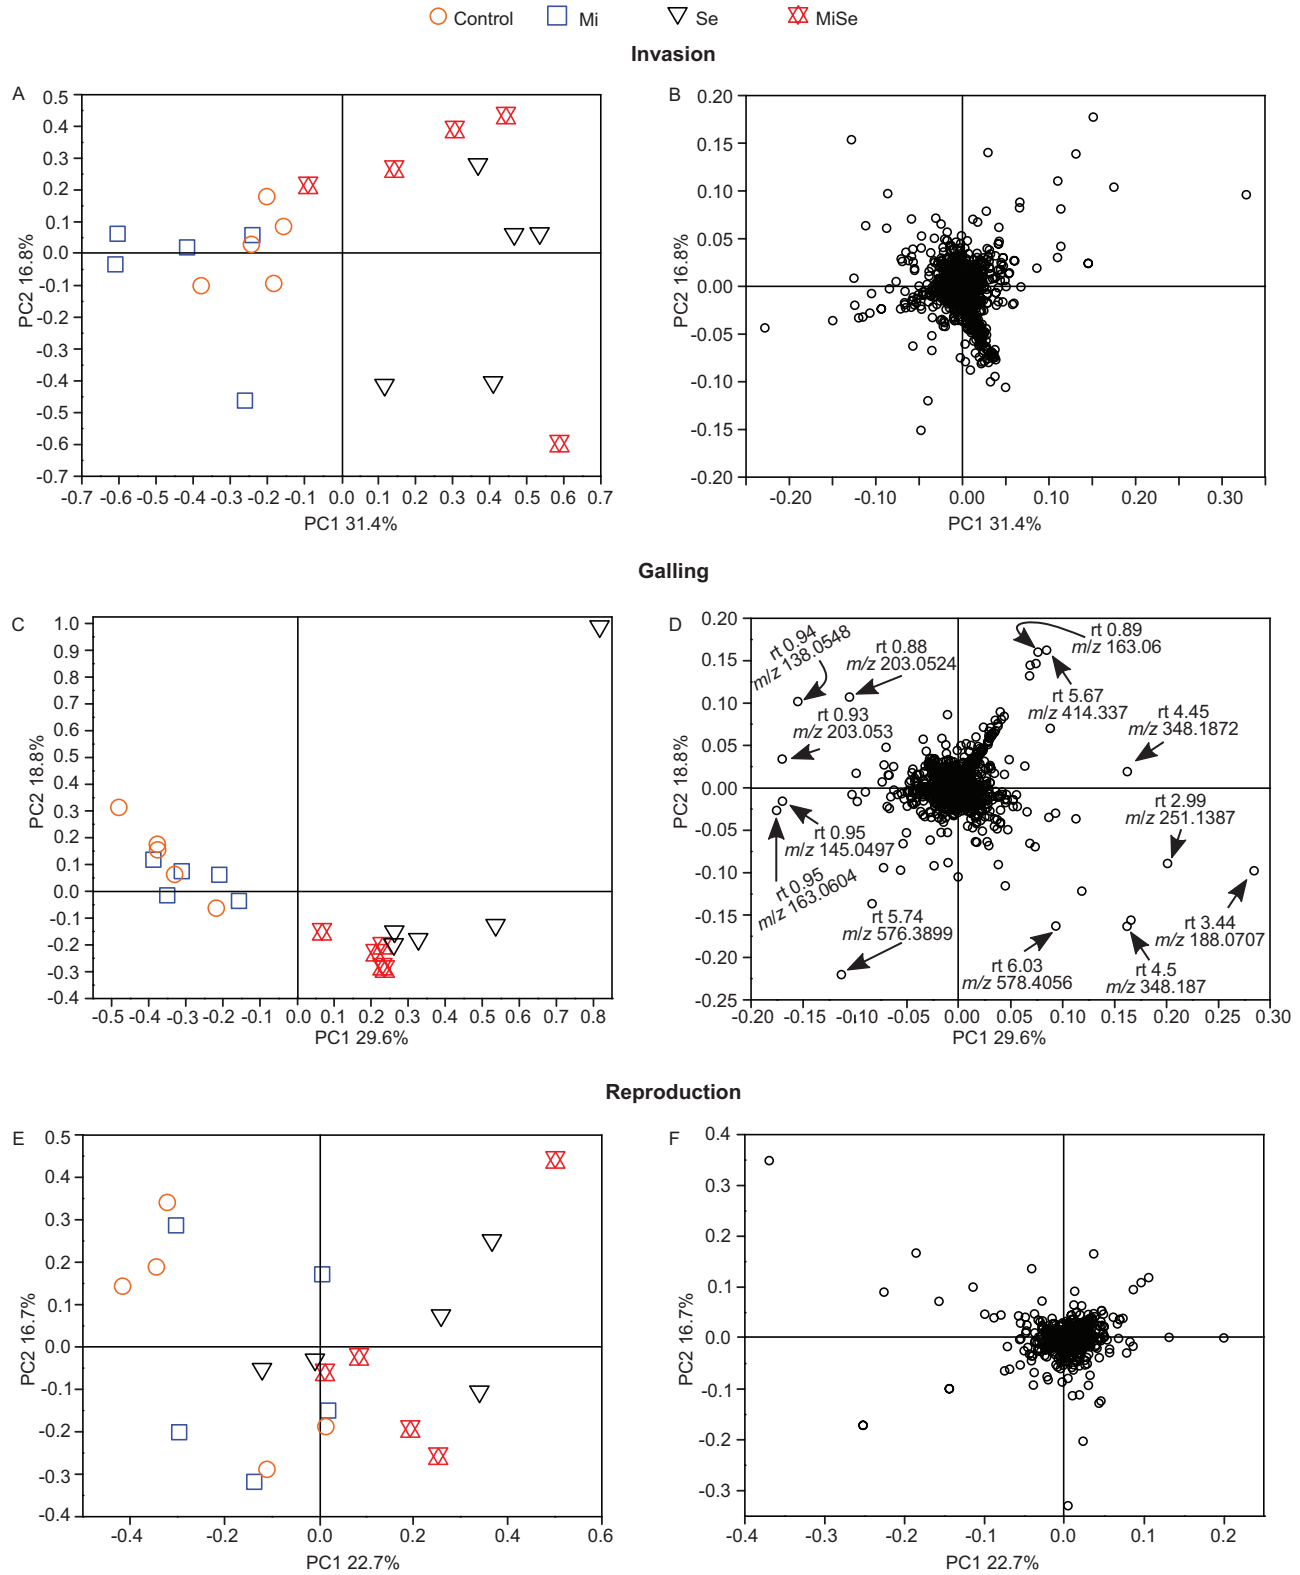 Control Mi Se MiSe
Invasion
A
0.5
0.4
0.3
0.2
0.1
0.0
-0.1
-0.2
-0.3
-0.4
-0.5
-0.6
-0.7
PC2 16.8%
-0.7 -0.6 -0.5 -0.4 -0.3 -0.2 -0.1 0.0 0.1 0.2 0.3 0.4 0.5 0.6 0.7
PC1 31.4%
B
0.20
0.15
0.10
0.05
0.00
-0.05
-0.10
-0.15
-0.20
PC2 16.8%
-0.20 -0.10 0.00 0.10 0.20 0.30
PC1 31.4%
Galling
C
1.0
0.9
0.8
0.7
0.6
0.5
0.4
0.3
0.2
0.1
0.0
-0.1
-0.2
-0.3
-0.4
PC2 18.8%
-0.5 -0.4 -0.3 -0.2 -0.1 0.0 0.1 0.2 0.3 0.4 0.5 0.6 0.7 0.8
PC1 29.6%
D
0.20
0.15
0.10
0.05
0.00
-0.05
-0.10
-0.15
-0.20
-0.25
PC2 18.8%
rt 0.94
m/z 138.0548
rt 0.88
m/z 203.0524
rt 0.93
m/z 203.053
rt 0.89
m/z 163.06
rt 5.67
m/z 414.337
rt 4.45
m/z 348.1872
rt 2.99
m/z 251.1387
rt 0.95
m/z 145.0497
rt 0.95
m/z 163.0604
rt 5.74
m/z 576.3899
rt 6.03
m/z 578.4056
rt 4.5
m/z 348.187
rt 3.44
m/z 188.0707
-0.20 -0.15 -0.10 -0.05 0.00 0.05 0.10 0.15 0.20 0.25 0.30
PC1 29.6%
Reproduction
E
0.5
0.4
0.3
0.2
0.1
0.0
-0.1
-0.2
-0.3
-0.4
PC2 16.7%
-0.4 -0.2 0.0 0.2 0.4 0.6
PC1 22.7%
F
0.4
0.3
0.2
0.1
0.0
-0.1
-0.2
-0.3
PC2 16.7%
-0.4 -0.3 -0.2 -0.1 0.0 0.1 0.2
PC1 22.7%